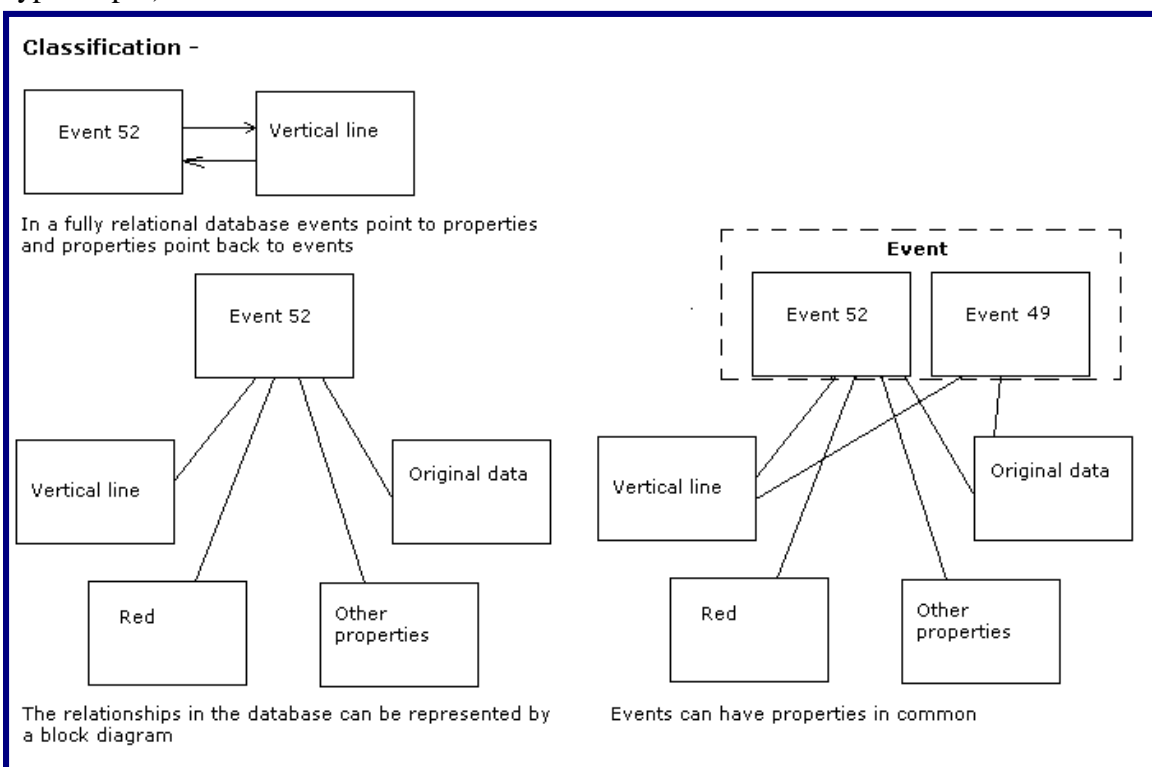 Classification -
Event 52
Vertical line
In a fully relational database events point to properties
and properties point back to events
Event 52
Vertical line
Original data
Red
Other
properties
The relationships in the database can be represented by
a block diagram
Event
Event 52
Event 49
Vertical line
Original data
Red
Other
properties
Events can have properties in common